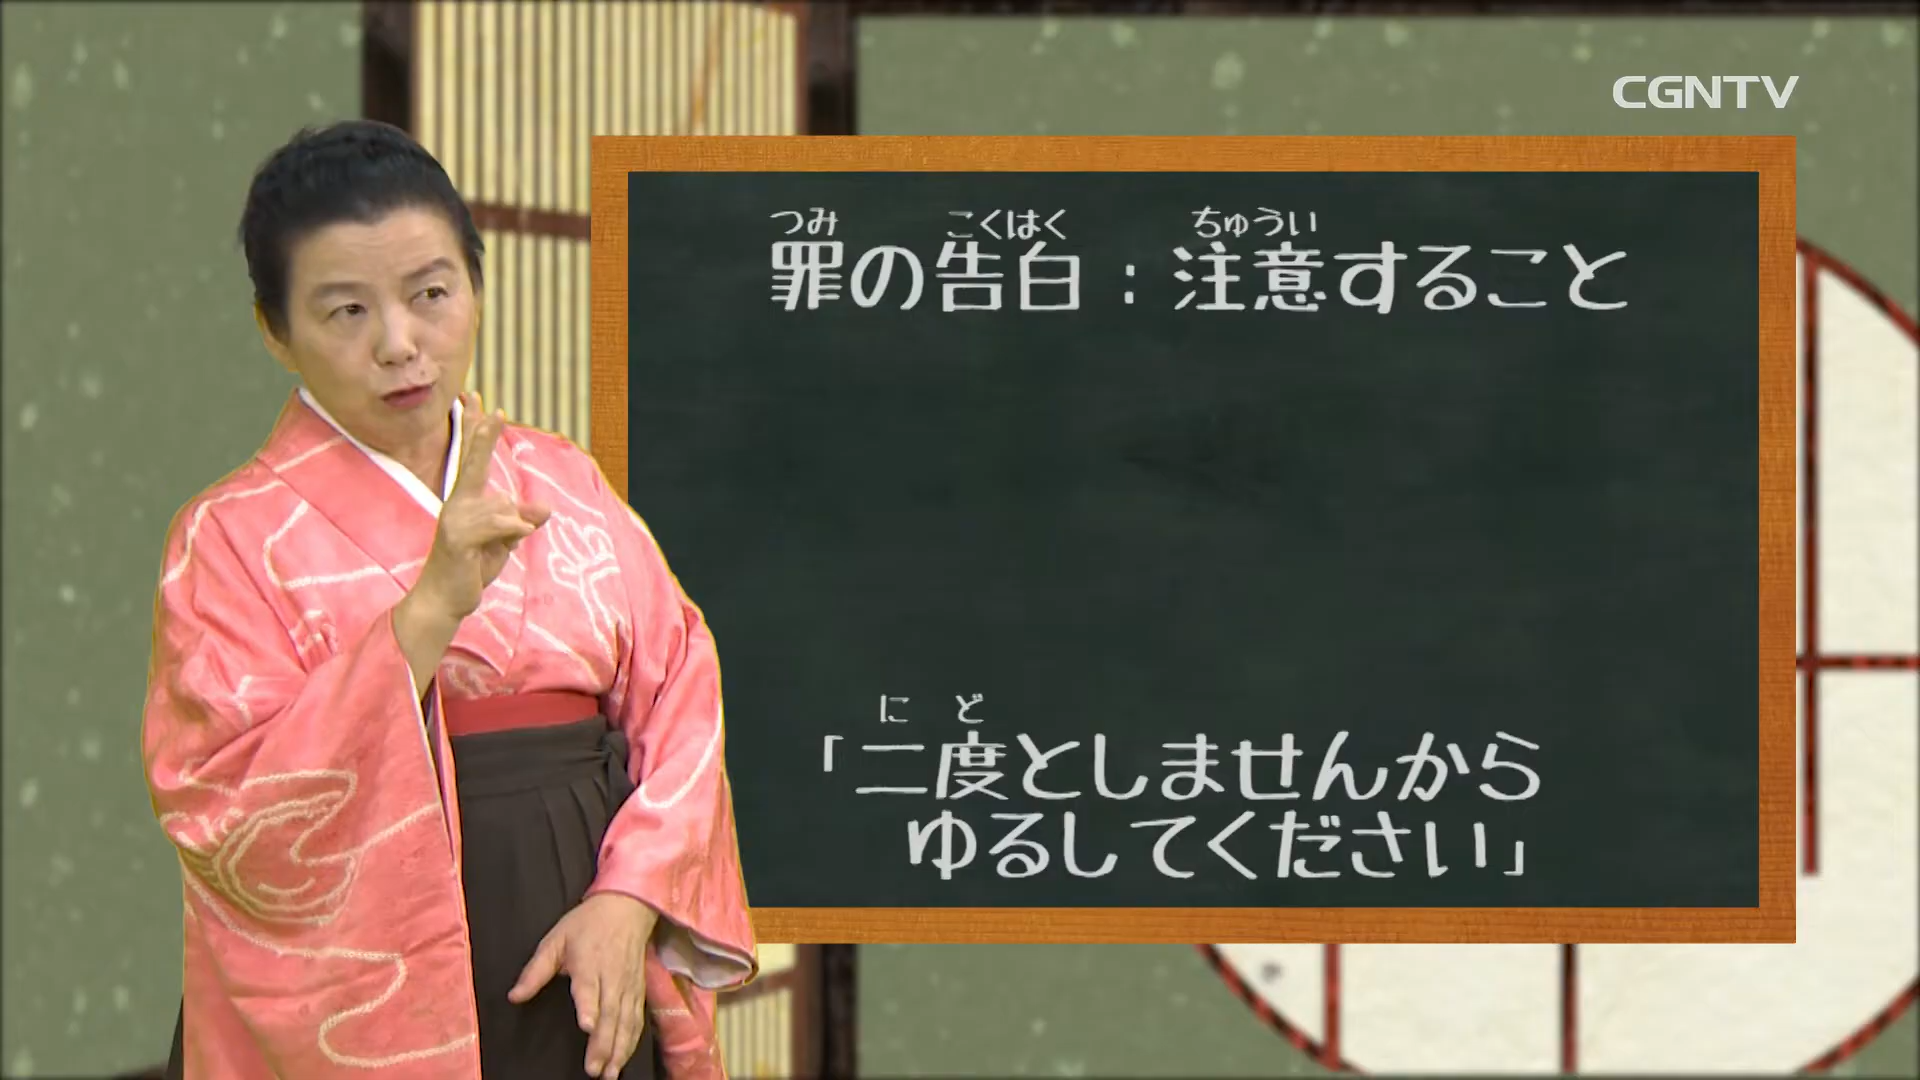 CGNTV
つみ こくはく ちゅうい
罪の告白：注意すること
に ど
「二度としませんから
ゆるしてください」